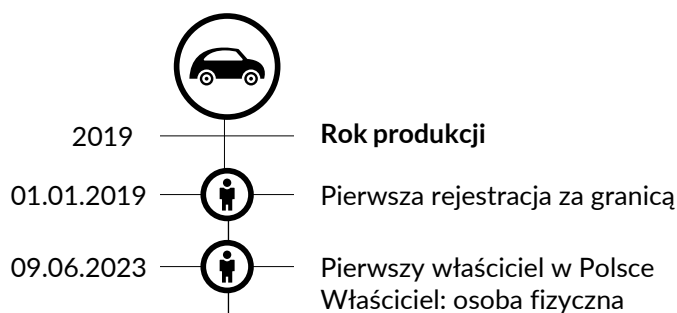 2019 Rok produkcji
01.01.2019 Pierwsza rejestracja za granicą
09.06.2023 Pierwszy właściciel w Polsce
Właściciel: osoba fizyczna